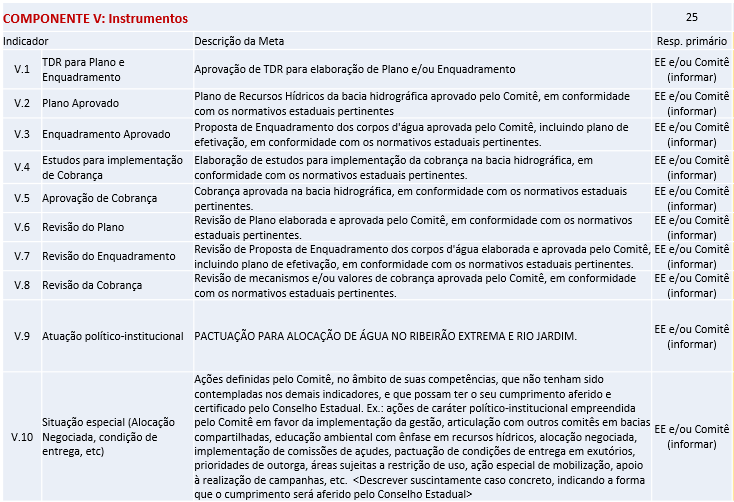 COMPONENTE V: Instrumentos 25
Indicador Descrição da Meta Resp. primário
V.1 TDR para Plano e Enquadramento Aprovação de TDR para elaboração de Plano e/ou Enquadramento EE e/ou Comitê (informar)
V.2 Plano Aprovado Plano de Recursos Hídricos da bacia hidrográfica aprovado pelo Comitê, em conformidade com os normativos estaduais pertinentes EE e/ou Comitê (informar)
V.3 Enquadramento Aprovado Proposta de Enquadramento dos corpos d'água aprovada pelo Comitê, incluindo plano de efetivação, em conformidade com os normativos estaduais pertinentes. EE e/ou Comitê (informar)
V.4 Estudos para implementação de Cobrança Elaboração de estudos para implementação da cobrança na bacia hidrográfica, em conformidade com os normativos estaduais pertinentes. EE e/ou Comitê (informar)
V.5 Aprovação de Cobrança Cobrança aprovada na bacia hidrográfica, em conformidade com os normativos estaduais pertinentes. EE e/ou Comitê (informar)
V.6 Revisão do Plano Revisão de Plano elaborada e aprovada pelo Comitê, em conformidade com os normativos estaduais pertinentes. EE e/ou Comitê (informar)
V.7 Revisão do Enquadramento Revisão de Proposta de Enquadramento dos corpos d'água elaborada e aprovada pelo Comitê, incluindo plano de efetivação, em conformidade com os normativos estaduais pertinentes. EE e/ou Comitê (informar)
V.8 Revisão da Cobrança Revisão de mecanismos e/ou valores de cobrança aprovada pelo Comitê, em conformidade com os normativos estaduais pertinentes. EE e/ou Comitê (informar)
V.9 Atuação político-institucional PACTUAÇÃO PARA ALOCAÇÃO DE ÁGUA NO RIBEIRÃO EXTREMA E RIO JARDIM. EE e/ou Comitê (informar)
V.10 Situação especial (Alocação Negociada, condição de entrega, etc)
Ações definidas pelo Comitê, no âmbito de suas competências, que não tenham sido
contempladas nos demais indicadores, e que possam ter o seu cumprimento aferido e
certificado pelo Conselho Estadual. Ex.: ações de caráter político-institucional empreendida
pelo Comitê em favor da implementação da gestão, articulação com outros comitês em bacias
compartilhadas, educação ambiental com ênfase em recursos hídricos, alocação negociada,
implementação de comissões de açudes, pactuação de condições de entrega em exutórios,
prioridades de outorga, áreas sujeitas a restrição de uso, ação especial de mobilização, apoio
à realização de campanhas, etc. <Descrever suscintamente caso concreto, indicando a forma
que o cumprimento será aferido pelo Conselho Estadual>
EE e/ou Comitê
(informar)